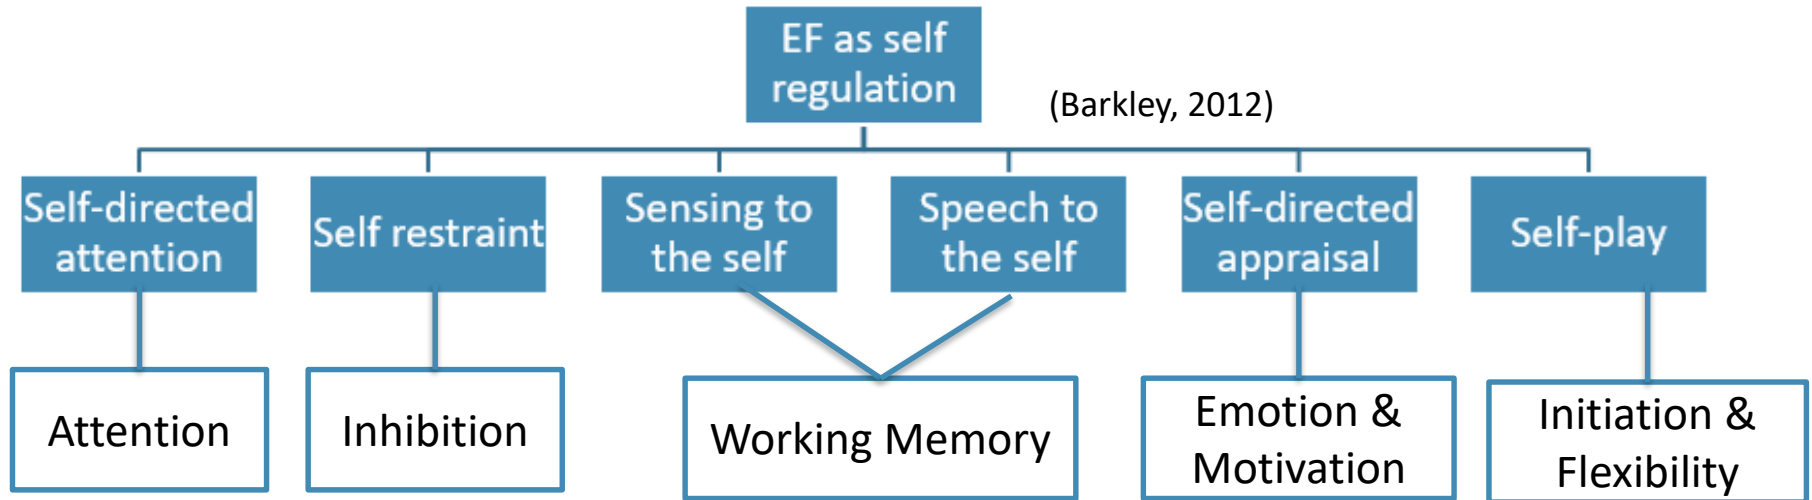 EF as self
regulation
(Barkley, 2012)
Self-directed
attention
Self restraint
Sensing to
the self
Speech to
the self
Self-directed
appraisal
Self-play
Attention
Inhibition
Working Memory
Emotion &
Motivation
Initiation &
Flexibility